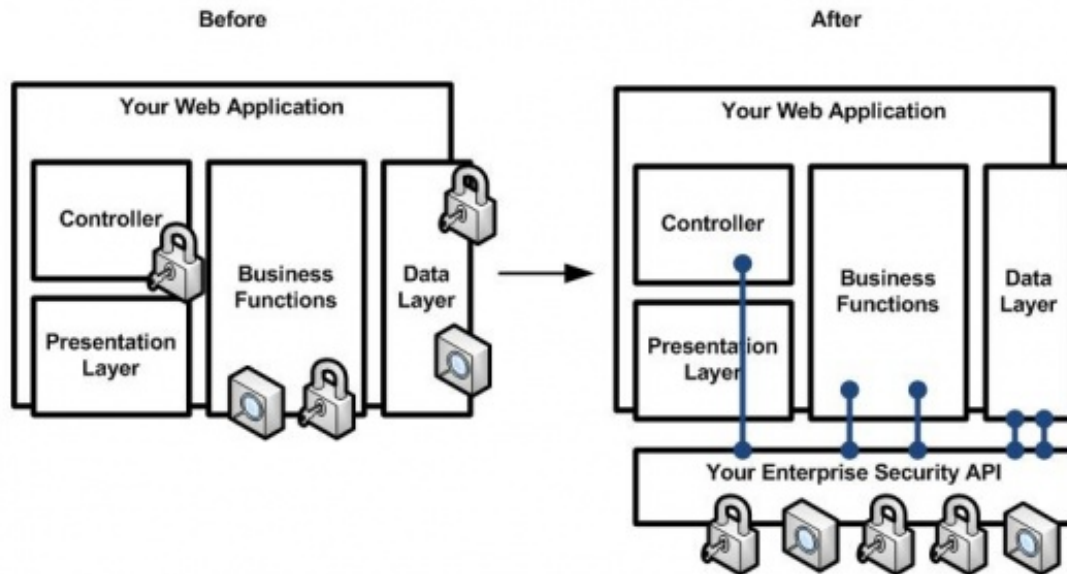 Before
After
Your Web Application
Controller
Business
Functions
Data
Layer
Presentation
Layer
Your Web Application
Controller
Business
Functions
Data
Layer
Presentation
Layer
Your Enterprise Security API